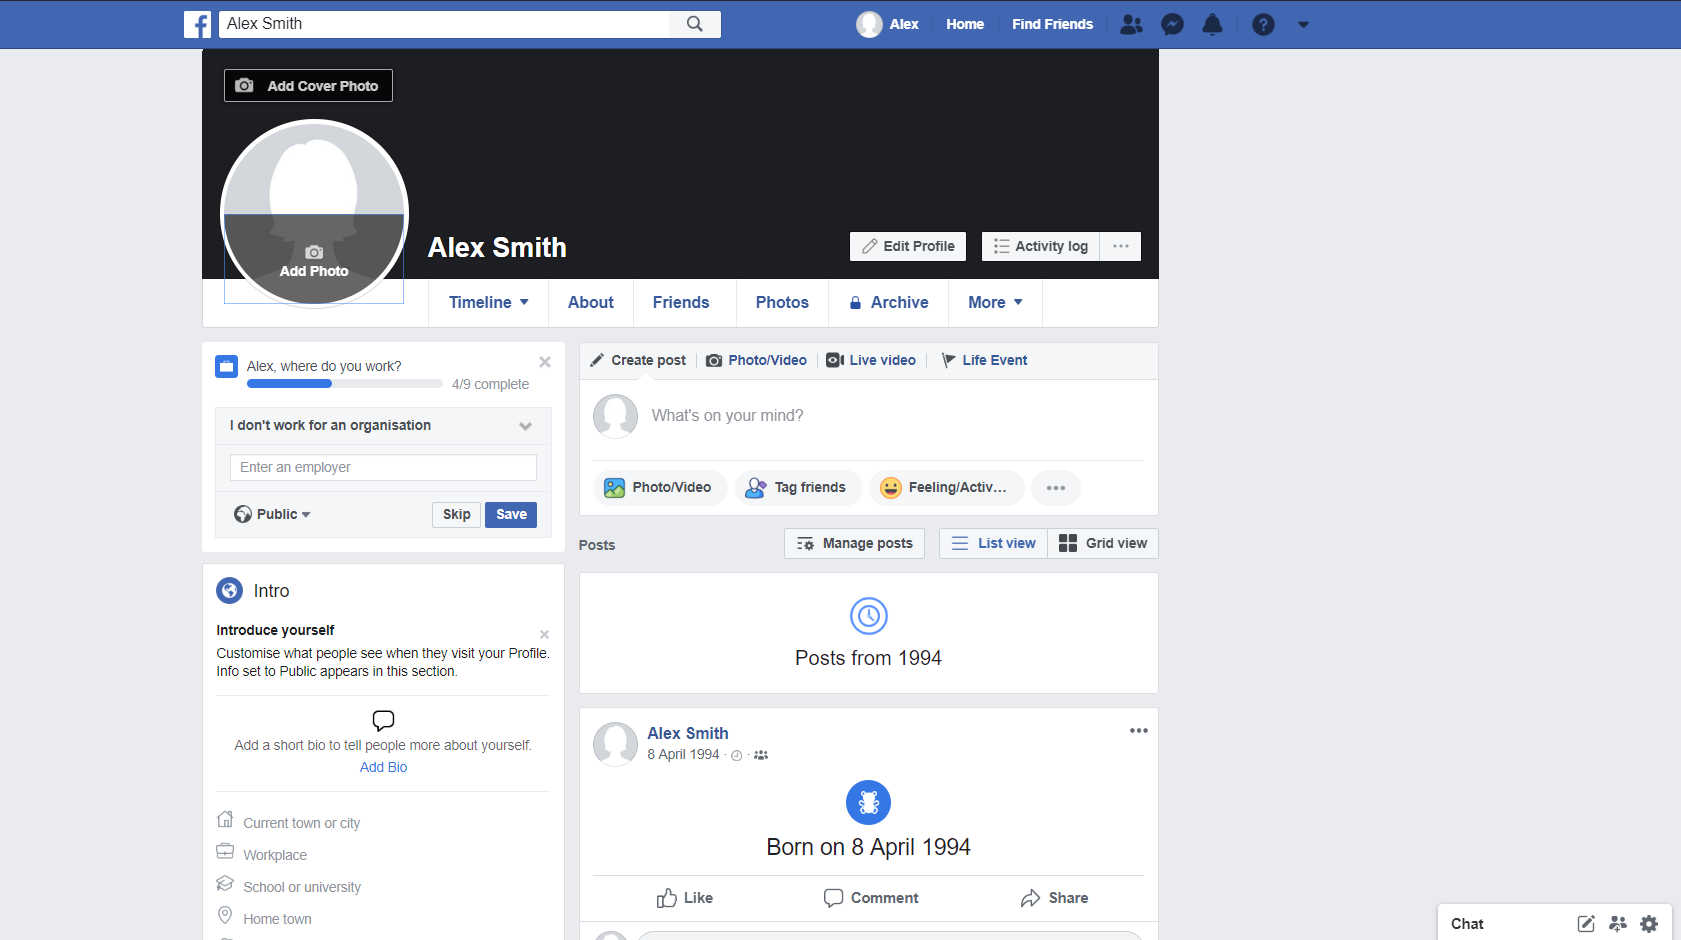 Alex Smith
Alex
Home
Find Friends
Add Cover Photo
Add Photo
Alex Smith
Edit Profile
Activity log
Timeline
About
Friends
Photos
Archive
More
Alex, where do you work?
4/9 complete
I don't work for an organisation
Enter an employer
Public
Skip
Save
Intro
Introduce yourself
Customise what people see when they visit your Profile.
Info set to Public appears in this section.
Add a short bio to tell people more about yourself.
Add Bio
Current town or city
Workplace
School or university
Home town
Create post
Photo/Video
Live video
Life Event
What's on your mind?
Photo/Video
Tag friends
Feeling/Activ...
Posts
Manage posts
List view
Grid view
Posts from 1994
Alex Smith
8 April 1994
Born on 8 April 1994
Like
Comment
Share
Chat